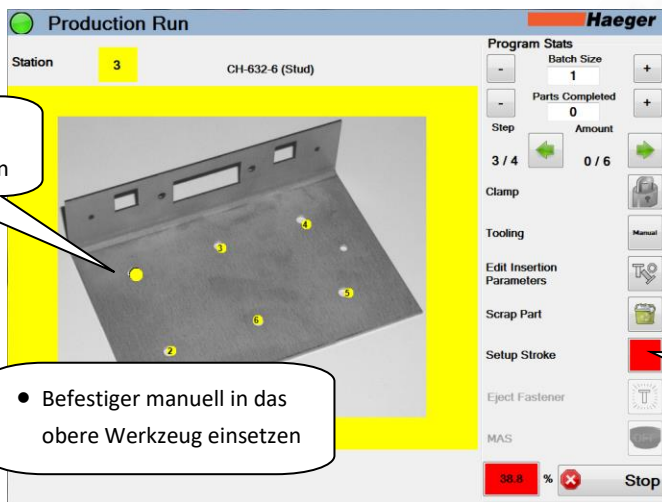 Production Run
Haeger
Station
3
CH-632-6 (Stud)
n
3
4
5
6
2
• Befestiger manuell in das
obere Werkzeug einsetzen
Program Stats
Batch Size
-
1
+
Parts Completed
-
0
+
Step
Amount
3 / 4
0 / 6
Clamp
Tooling
Manual
Edit Insertion
Parameters
Scrap Part
Setup Stroke
Eject Fastener
T
MAS
OFF
38.8
%
Stop